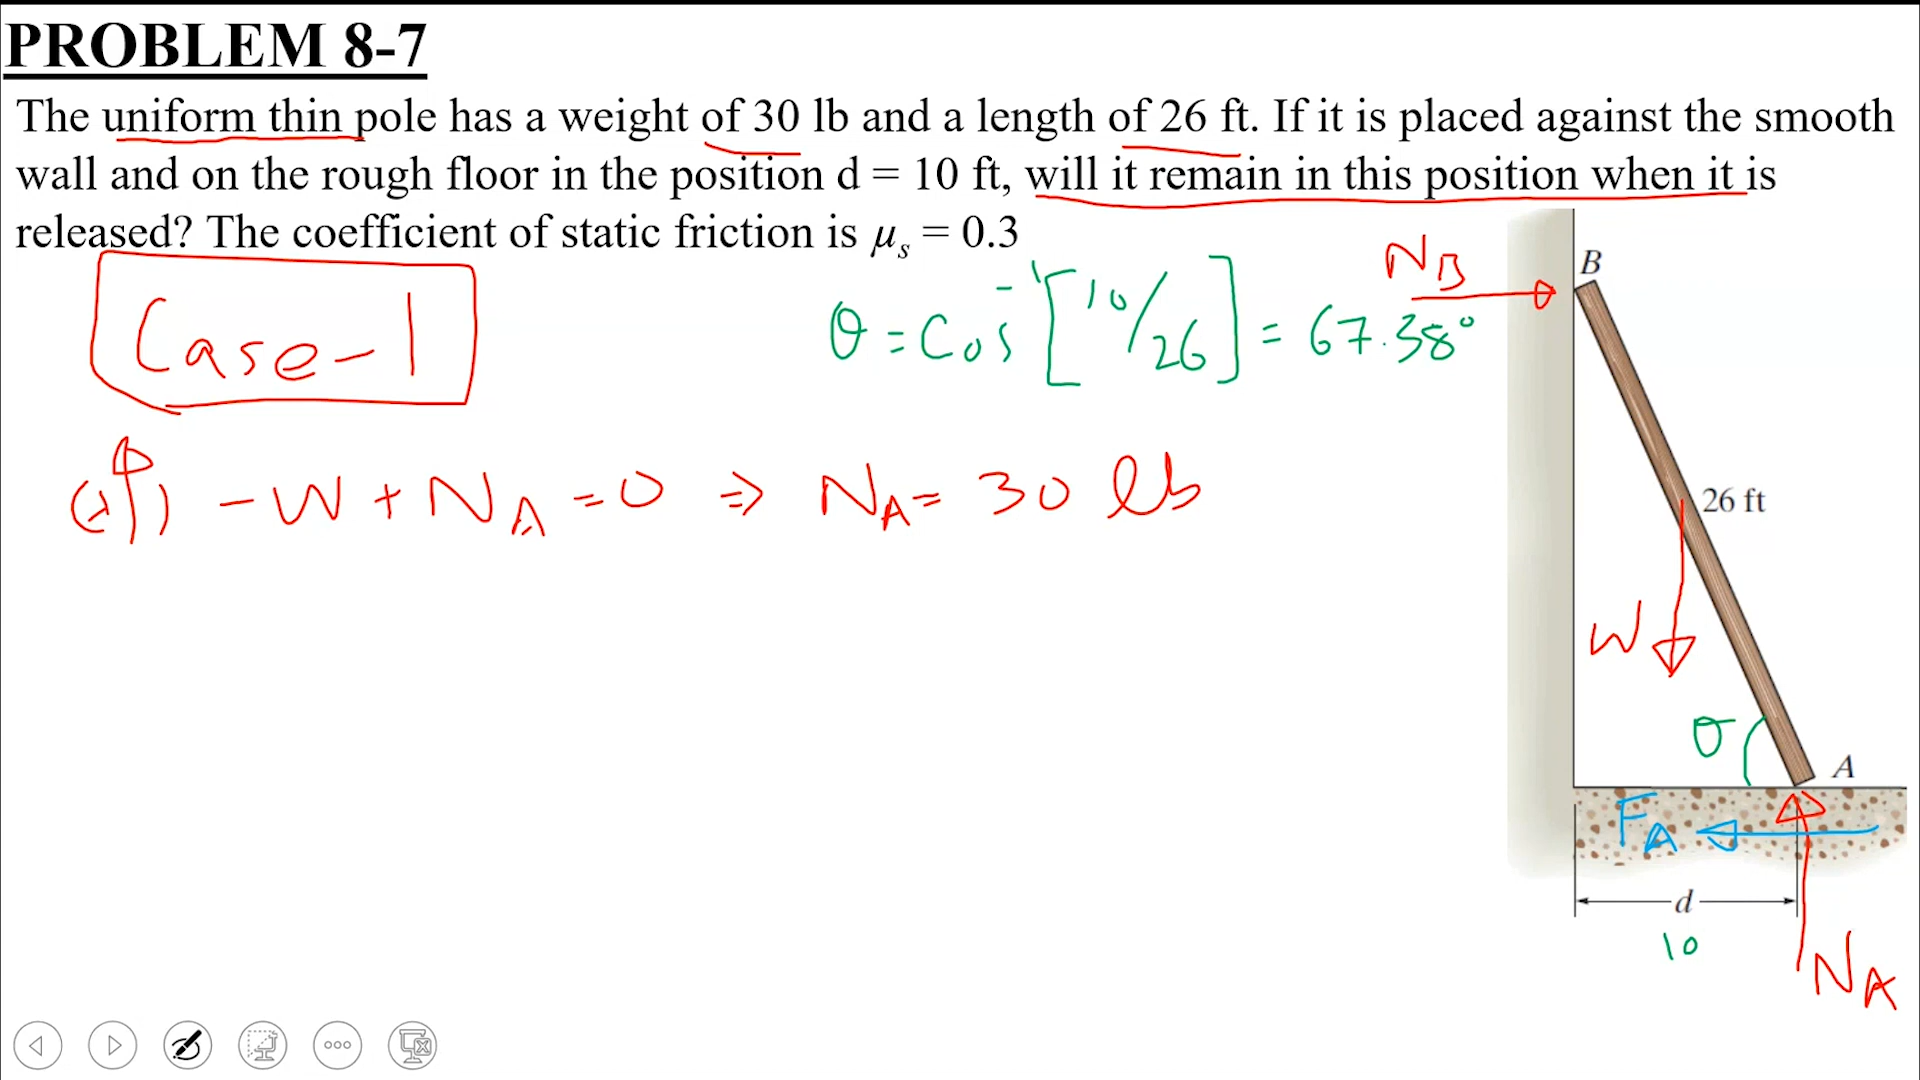 PROBLEM 8-7
The uniform thin pole has a weight of 30 lb and a length of 26 ft. If it is placed against the smooth
wall and on the rough floor in the position d = 10 ft, will it remain in this position when it is
released? The coefficient of static friction is μs = 0.3
Case-1
θ = Cos⁻¹ [10/26] = 67.38°
NB
B
(+↑) -W + NA = 0 ⇒ NA = 30 lb
26 ft
W
θ
A
FA
d
10
NA